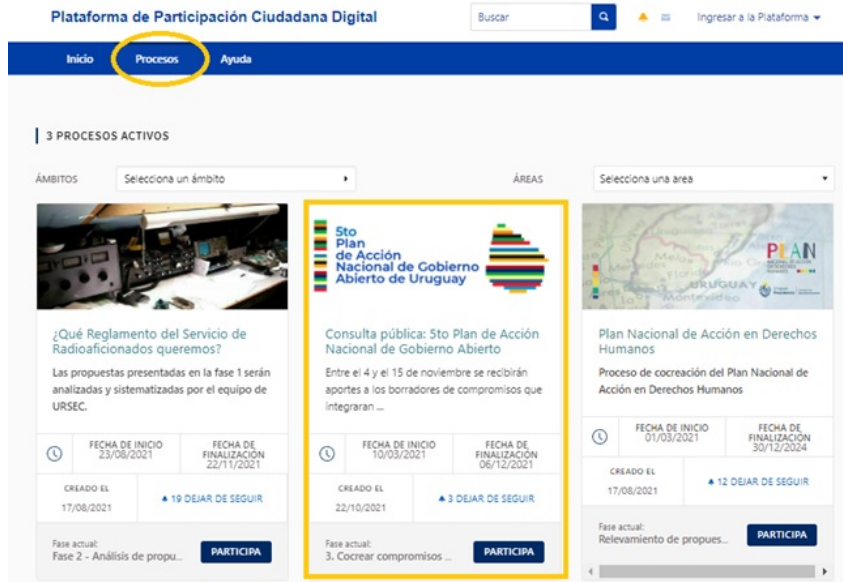 Plataforma de Participación Ciudadana Digital
Buscar
Ingresar a la Plataforma
Inicio
Procesos
Ayuda
3 PROCESOS ACTIVOS
ÁMBITOS
Selecciona un ámbito
ÁREAS
Selecciona una area
¿Qué Reglamento del Servicio de
Radioaficionados queremos?
Las propuestas presentadas en la fase 1 serán
analizadas y sistematizadas por el equipo de
URSEC.
FECHA DE INICIO
23/08/2021
FECHA DE
FINALIZACIÓN
22/11/2021
CREADO EL
17/08/2021
19 DEJAR DE SEGUIR
Fase actual:
Fase 2 - Análisis de propu...
PARTICIPA
5to
Plan
de Acción
Nacional de Gobierno
Abierto de Uruguay
Consulta pública: 5to Plan de Acción
Nacional de Gobierno Abierto
Entre el 4 y el 15 de noviembre se recibirán
aportes a los borradores de compromisos que
integraran ...
FECHA DE INICIO
10/03/2021
FECHA DE
FINALIZACIÓN
06/12/2021
CREADO EL
22/10/2021
3 DEJAR DE SEGUIR
Fase actual:
3. Cocrear compromisos ...
PARTICIPA
PLAN
URUGUAY
Montevideo
Florida
Melo
Plan Nacional de Acción en Derechos
Humanos
Proceso de cocreación del Plan Nacional de
Acción en Derechos Humanos
FECHA DE INICIO
01/03/2021
FECHA DE
FINALIZACIÓN
30/12/2024
CREADO EL
17/08/2021
12 DEJAR DE SEGUIR
Fase actual:
Relevamiento de propues...
PARTICIPA